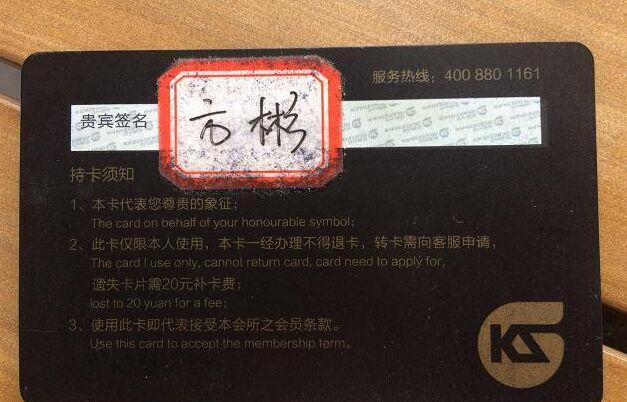 服务热线：400 880 1161
贵宾签名 方彬
持卡须知
1、本卡代表您尊贵的象征；
The card on behalf of your honourable symbol;
2、此卡仅限本人使用，本卡一经办理不得退卡，转卡需向客服申请，
The card I use only, cannot return card, card need to apply for,
遗失卡片需20元补卡费；
lost to 20 yuan for a fee;
3、使用此卡即代表接受本会所之会员条款。
Use this card to accept the membership term。
KS